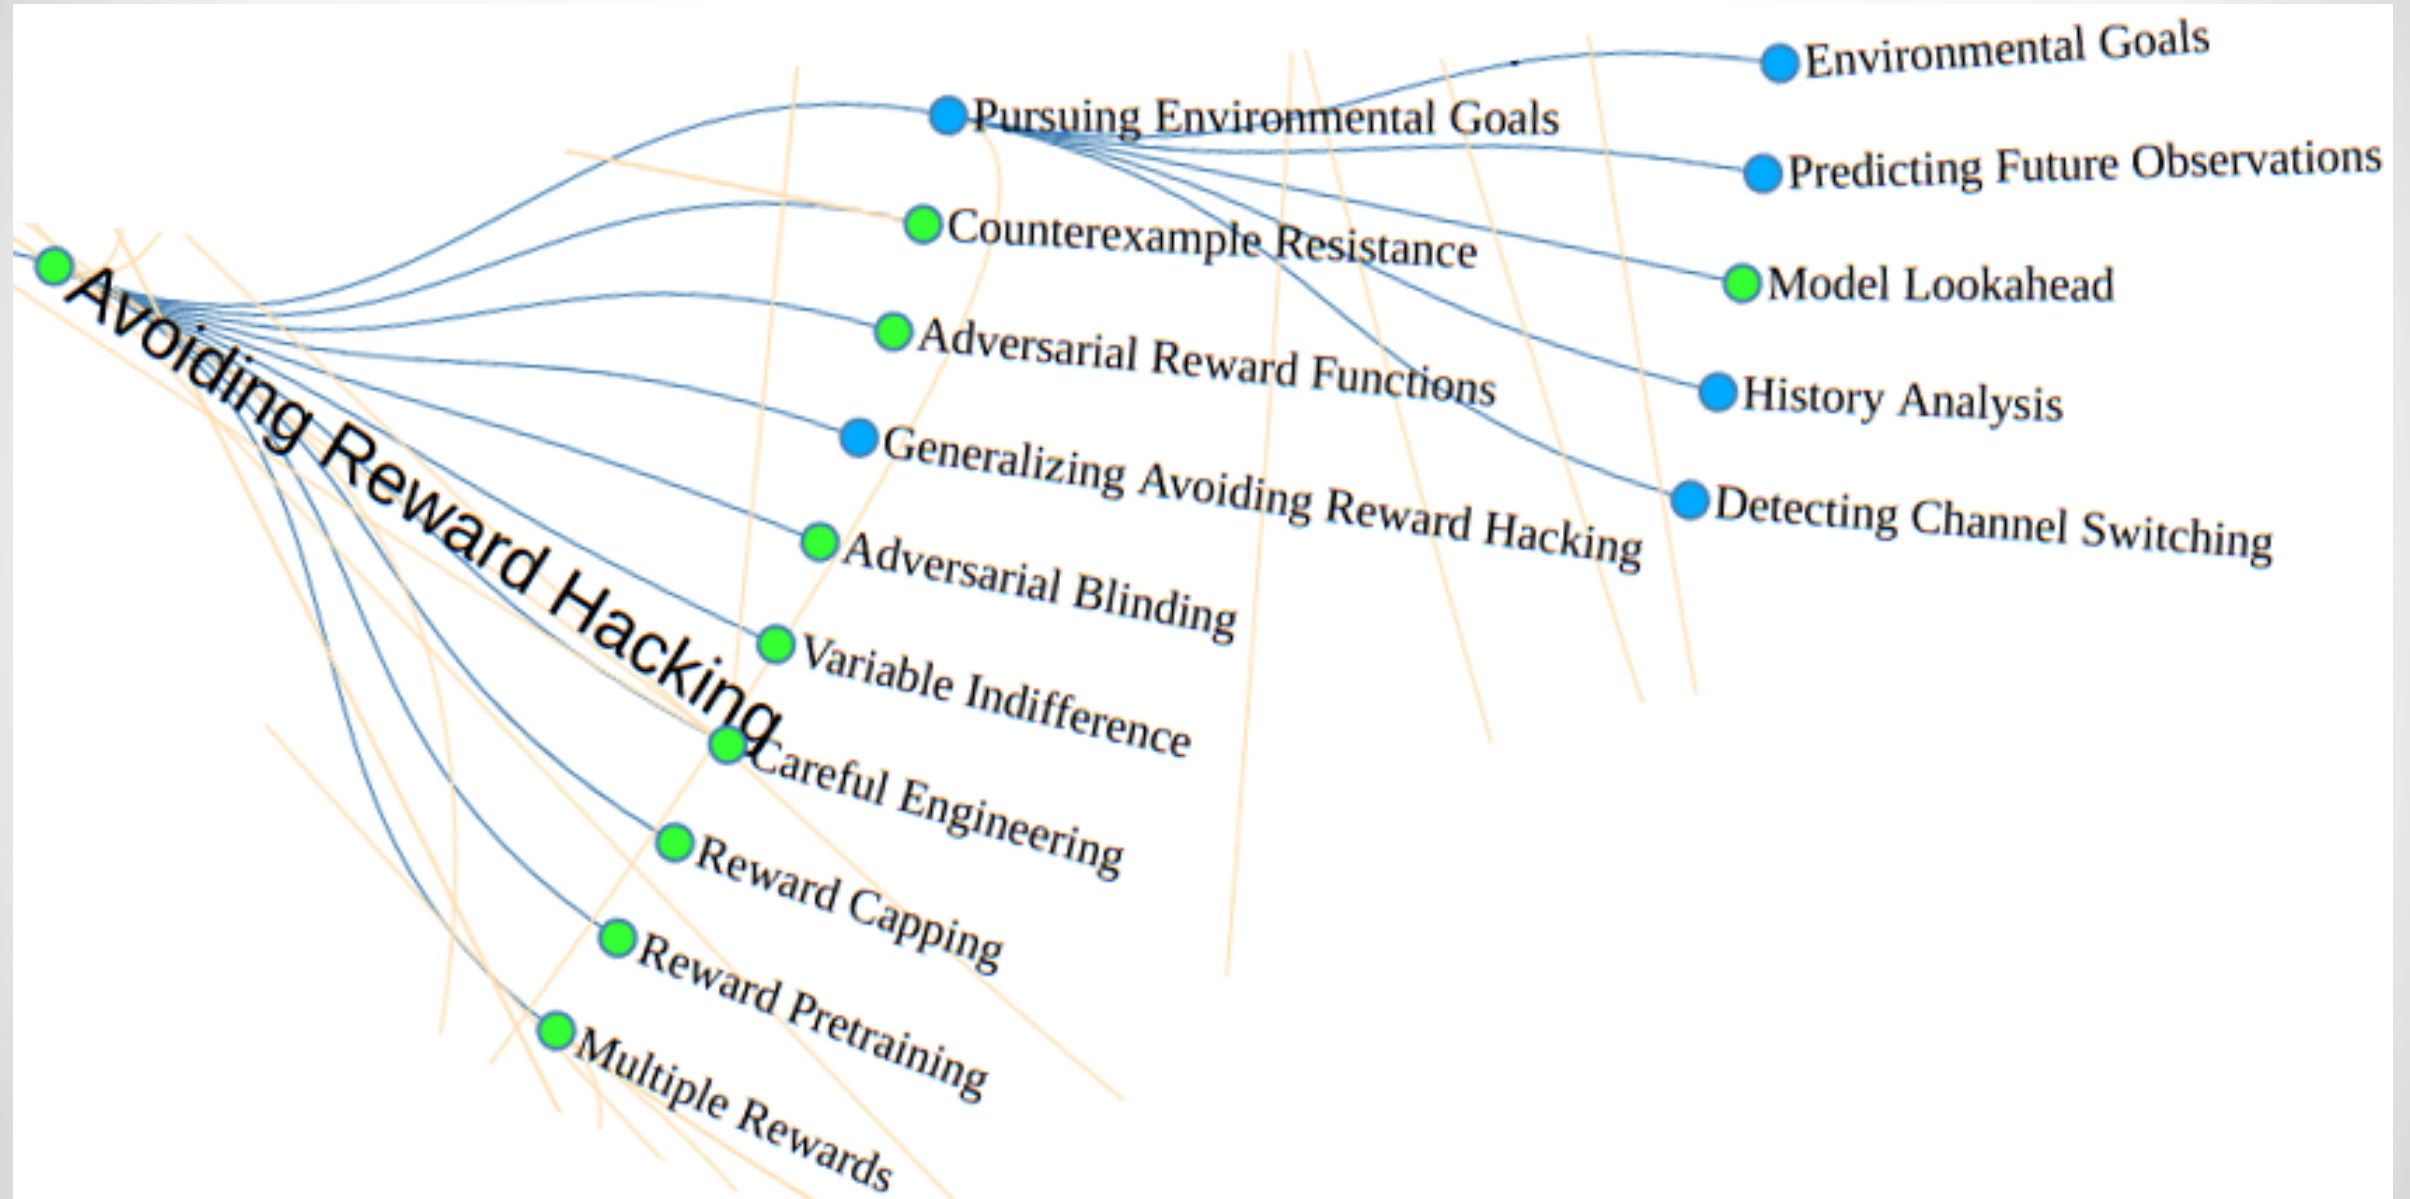 Avoiding Reward Hacking
Pursuing Environmental Goals
Counterexample Resistance
Adversarial Reward Functions
Generalizing Avoiding Reward Hacking
Adversarial Blinding
Variable Indifference
Careful Engineering
Reward Capping
Reward Pretraining
Multiple Rewards
Environmental Goals
Predicting Future Observations
Model Lookahead
History Analysis
Detecting Channel Switching